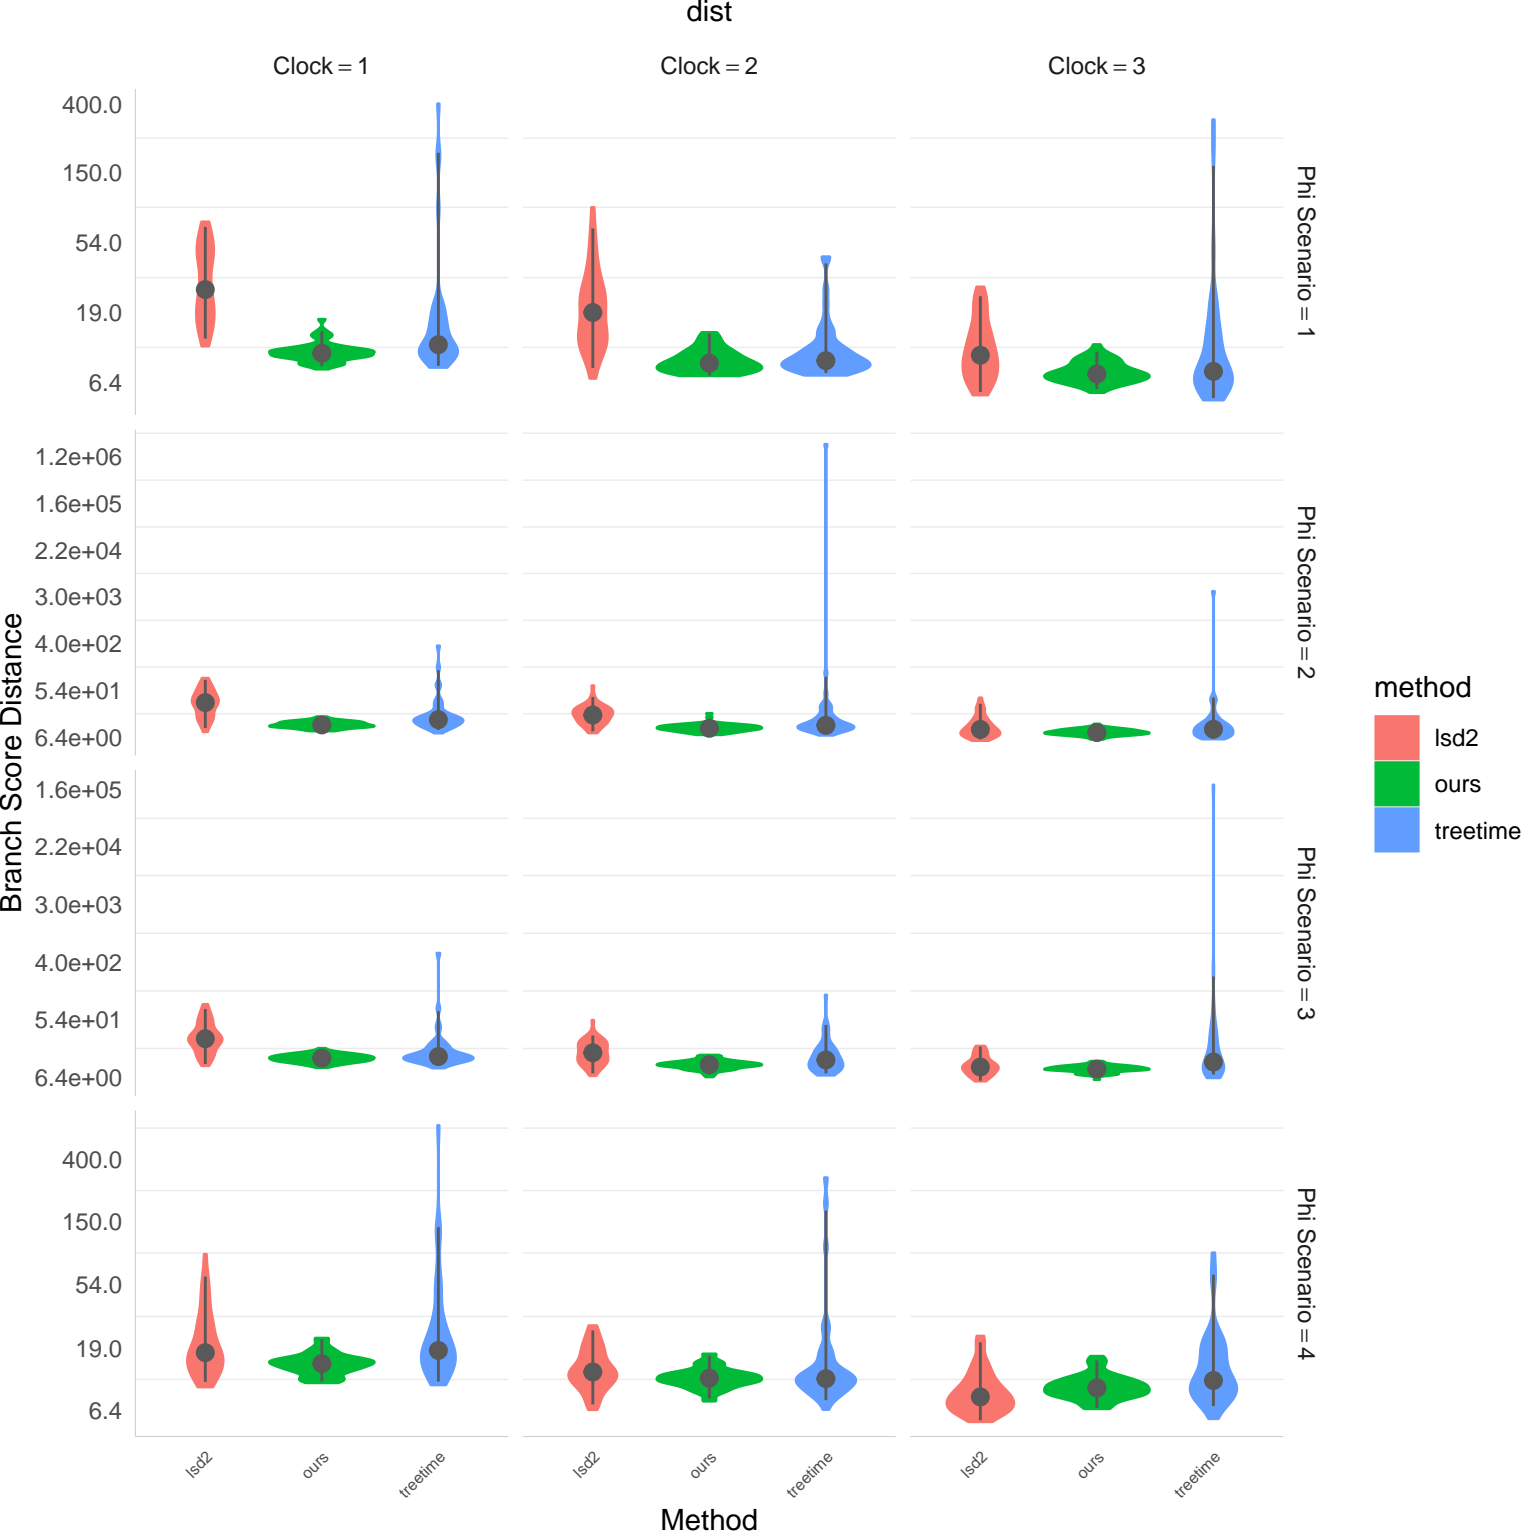 dist
Clock = 1
Clock = 2
Clock = 3
400.0
150.0
54.0
19.0
6.4
Phi Scenario = 1
1.2e+06
1.6e+05
2.2e+04
3.0e+03
4.0e+02
5.4e+01
6.4e+00
Phi Scenario = 2
Branch Score Distance
1.6e+05
2.2e+04
3.0e+03
4.0e+02
5.4e+01
6.4e+00
Phi Scenario = 3
400.0
150.0
54.0
19.0
6.4
Phi Scenario = 4
lsd2
ours
treetime
lsd2
ours
treetime
lsd2
ours
treetime
Method
method
lsd2
ours
treetime